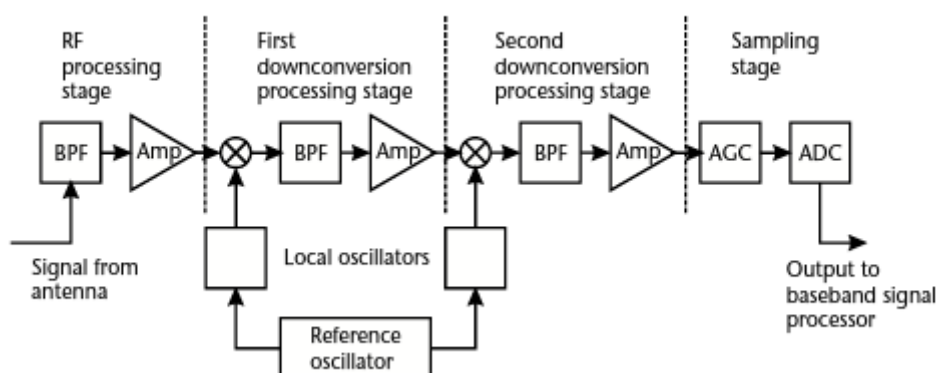 RF
processing
stage
First
downconversion
processing stage
Second
downconversion
processing stage
Sampling
stage
BPF
Amp
BPF
Amp
BPF
Amp
AGC
ADC
Signal from
antenna
Local oscillators
Output to
baseband signal
processor
Reference
oscillator